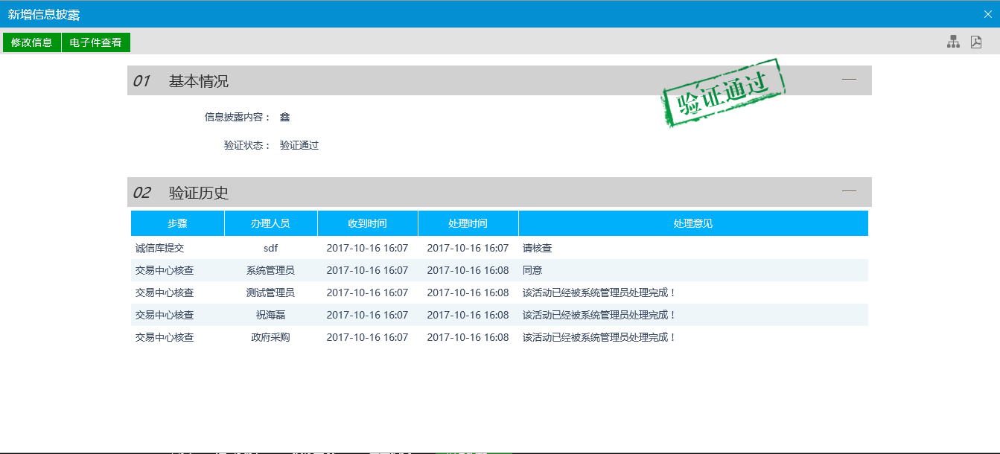 新增信息披露
修改信息 电子件查看
01 基本情况
验证通过
信息披露内容： 鑫
验证状态： 验证通过
02 验证历史
步骤 办理人员 收到时间 处理时间 处理意见
诚信库提交 sdf 2017-10-16 16:07 2017-10-16 16:07 请核查
交易中心核查 系统管理员 2017-10-16 16:07 2017-10-16 16:08 同意
交易中心核查 测试管理员 2017-10-16 16:07 2017-10-16 16:08 该活动已经被系统管理员处理完成！
交易中心核查 祝海磊 2017-10-16 16:07 2017-10-16 16:08 该活动已经被系统管理员处理完成！
交易中心核查 政府采购 2017-10-16 16:07 2017-10-16 16:08 该活动已经被系统管理员处理完成！